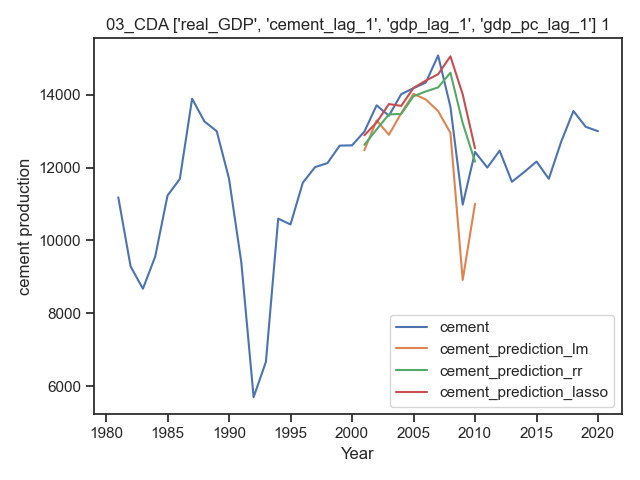 03_CDA ['real_GDP', 'cement_lag_1', 'gdp_lag_1', 'gdp_pc_lag_1'] 1
14000
12000
10000
8000
6000
cement production
cement
cement_prediction_lm
cement_prediction_rr
cement_prediction_lasso
1980 1985 1990 1995 2000 2005 2010 2015 2020
Year